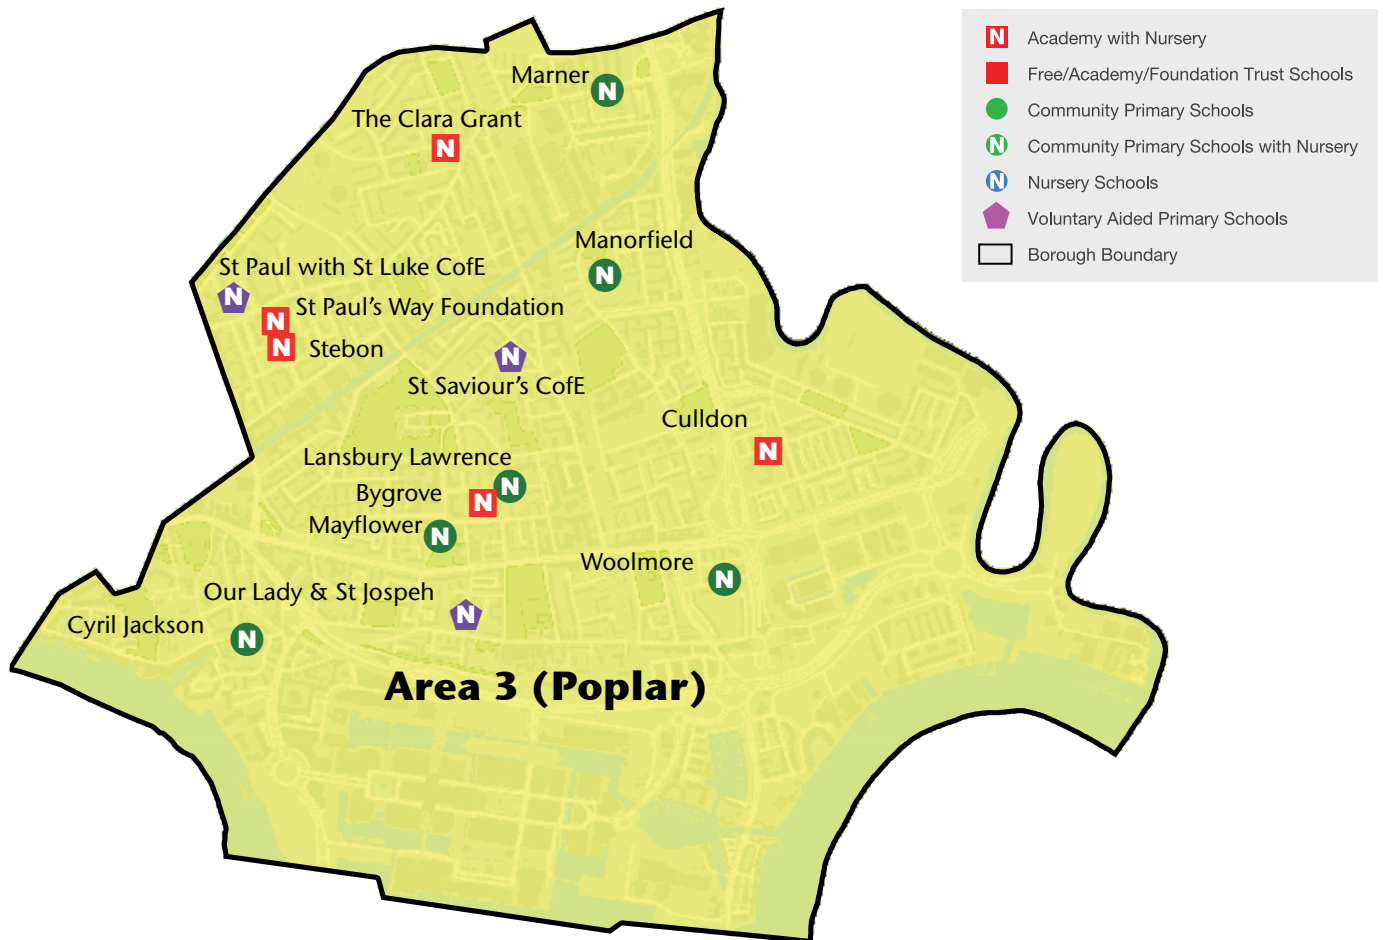 Marner
N
The Clara Grant
N
Manorfield
N
St Paul with St Luke CofE
N
St Paul’s Way Foundation
N
Stebon
N
St Saviour’s CofE
N
Culldon
N
Lansbury Lawrence
N
Bygrove
N
Mayflower
N
Woolmore
N
Our Lady & St Jospeh
N
Cyril Jackson
N
Area 3 (Poplar)
N Academy with Nursery
Free/Academy/Foundation Trust Schools
Community Primary Schools
N Community Primary Schools with Nursery
N Nursery Schools
Voluntary Aided Primary Schools
Borough Boundary